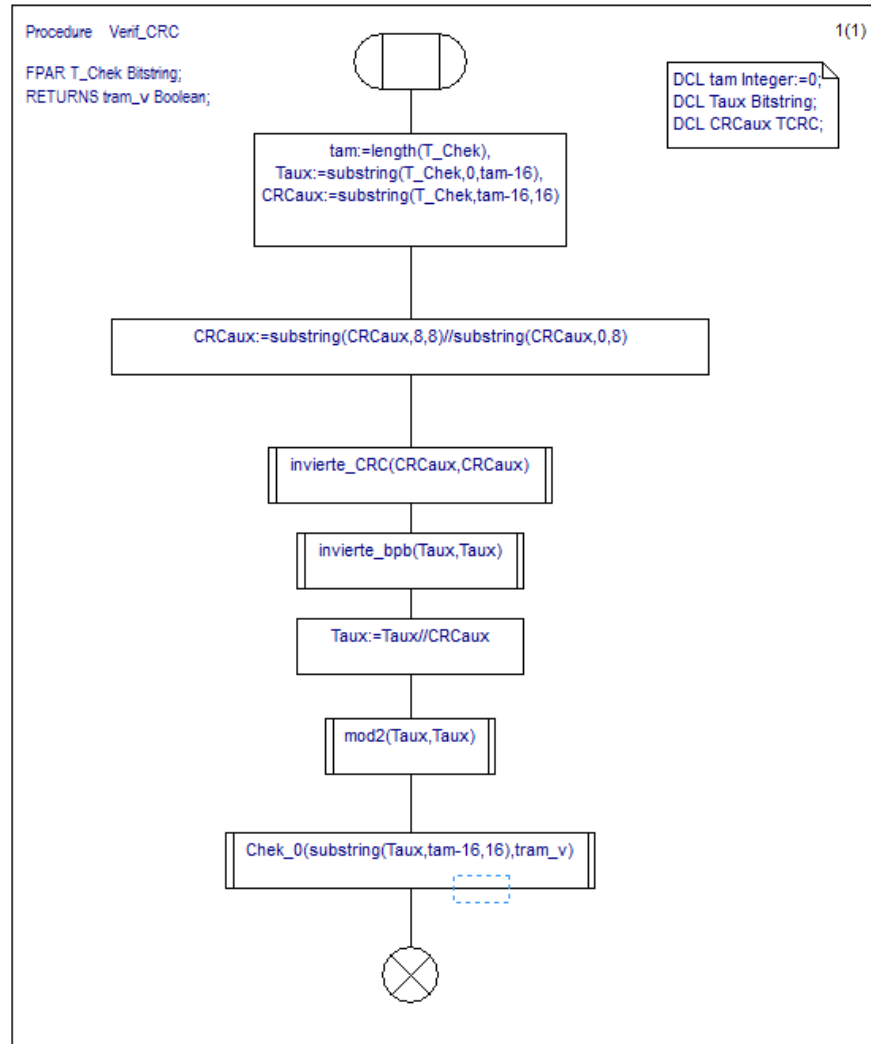 Procedure Verif_CRC
1(1)
FPAR T_Chek Bitstring;
RETURNS tram_v Boolean;
DCL tam Integer:=0;
DCL Taux Bitstring;
DCL CRCaux TCRC;
tam:=length(T_Chek),
Taux:=substring(T_Chek,0,tam-16),
CRCaux:=substring(T_Chek,tam-16,16)
CRCaux:=substring(CRCaux,8,8)//substring(CRCaux,0,8)
invierte_CRC(CRCaux,CRCaux)
invierte_bpb(Taux,Taux)
Taux:=Taux//CRCaux
mod2(Taux,Taux)
Chek_0(substring(Taux,tam-16,16),tram_v)